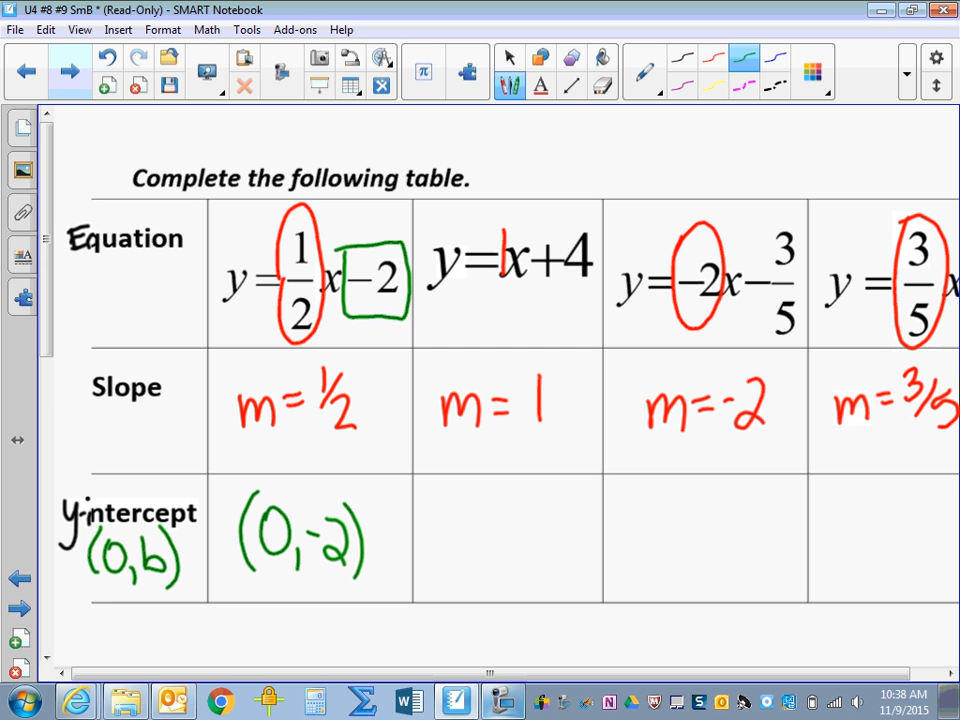 U4 #8 #9 SmB * (Read-Only) - SMART Notebook
File Edit View Insert Format Math Tools Add-ons Help
Complete the following table.
Equation y = 1/2 x − 2 y = x + 4 y = −2x − 3/5 y = 3/5 x
Slope m = 1/2 m = 1 m = -2 m = 3/5
y-intercept (0, -2)
(0, b)
10:38 AM
11/9/2015